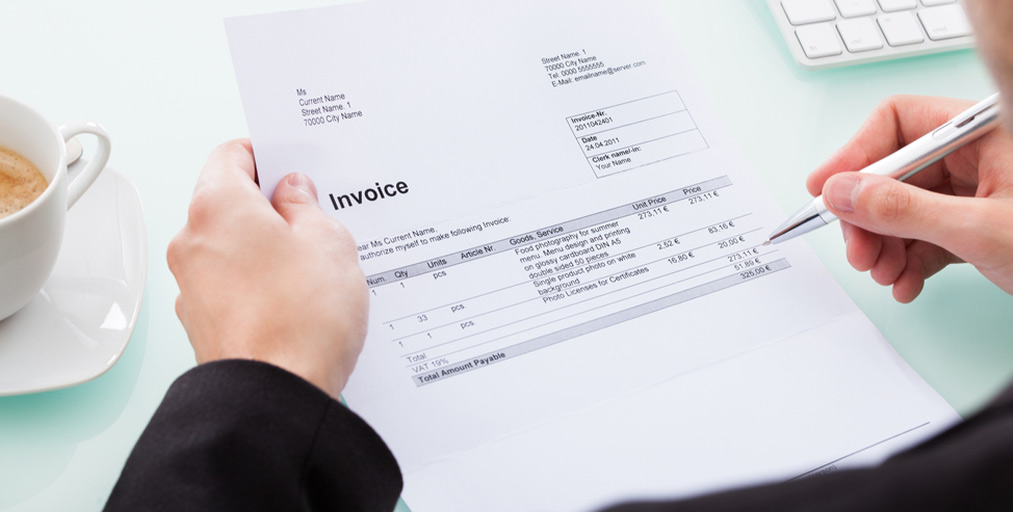 Ms
Current Name
Street Name. 1
70000 City Name
Street Name. 1
70000 City Name
Tel: 0000 5555555
E-Mail: emailname@server.com
Invoice-Nr.
2011042401
Date
24.04.2011
Clerk name/-in:
Your Name
Invoice
ear Ms Current Name,
authorize myself to make following Invoice:
Num. Qty Units Article Nr. Goods, Service Unit Price Price
1 1 pcs Food photography for summer 273,11 € 273,11 €
menu. Menu design and printing
on glossy cardboard DIN A5
double sided 50 pieces
1 33 pcs Single product photo on white 2,52 € 83,16 €
background
1 1 pcs Photo Licenses for Certificates 16,80 € 20,00 €
Total 273,11 €
VAT 19% 51,89 €
Total Amount Payable 325,00 €